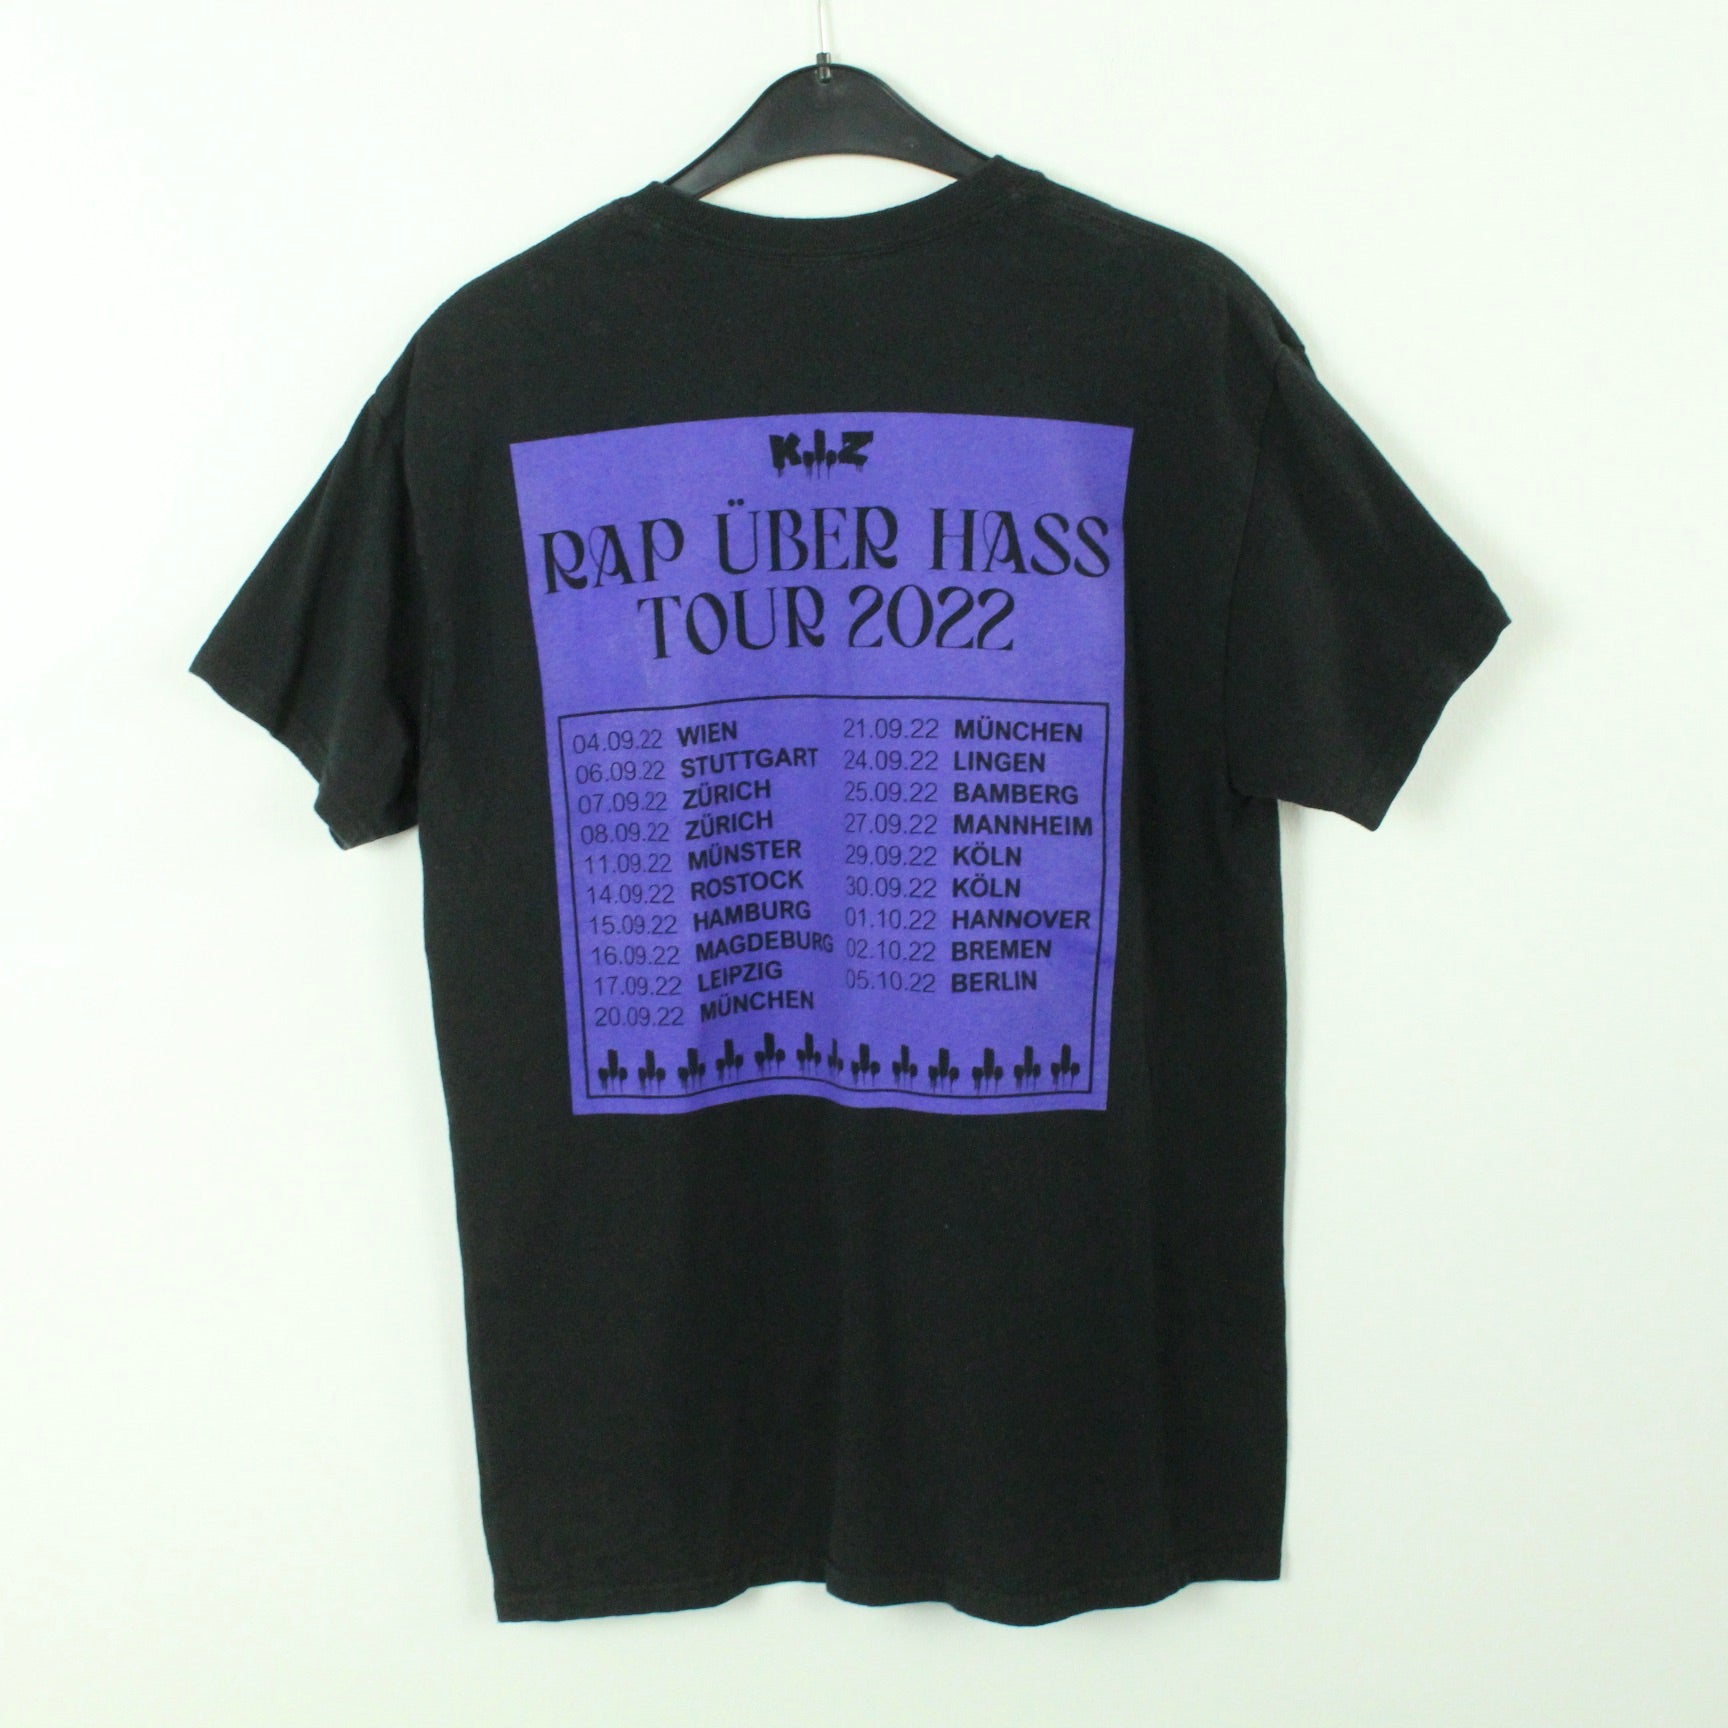 K.I.Z
RAP ÜBER HASS
TOUR 2022
04.09.22 WIEN
06.09.22 STUTTGART
07.09.22 ZÜRICH
08.09.22 ZÜRICH
11.09.22 MÜNSTER
14.09.22 ROSTOCK
15.09.22 HAMBURG
16.09.22 MAGDEBURG
17.09.22 LEIPZIG
20.09.22 MÜNCHEN
21.09.22 MÜNCHEN
24.09.22 LINGEN
25.09.22 BAMBERG
27.09.22 MANNHEIM
29.09.22 KÖLN
30.09.22 KÖLN
01.10.22 HANNOVER
02.10.22 BREMEN
05.10.22 BERLIN